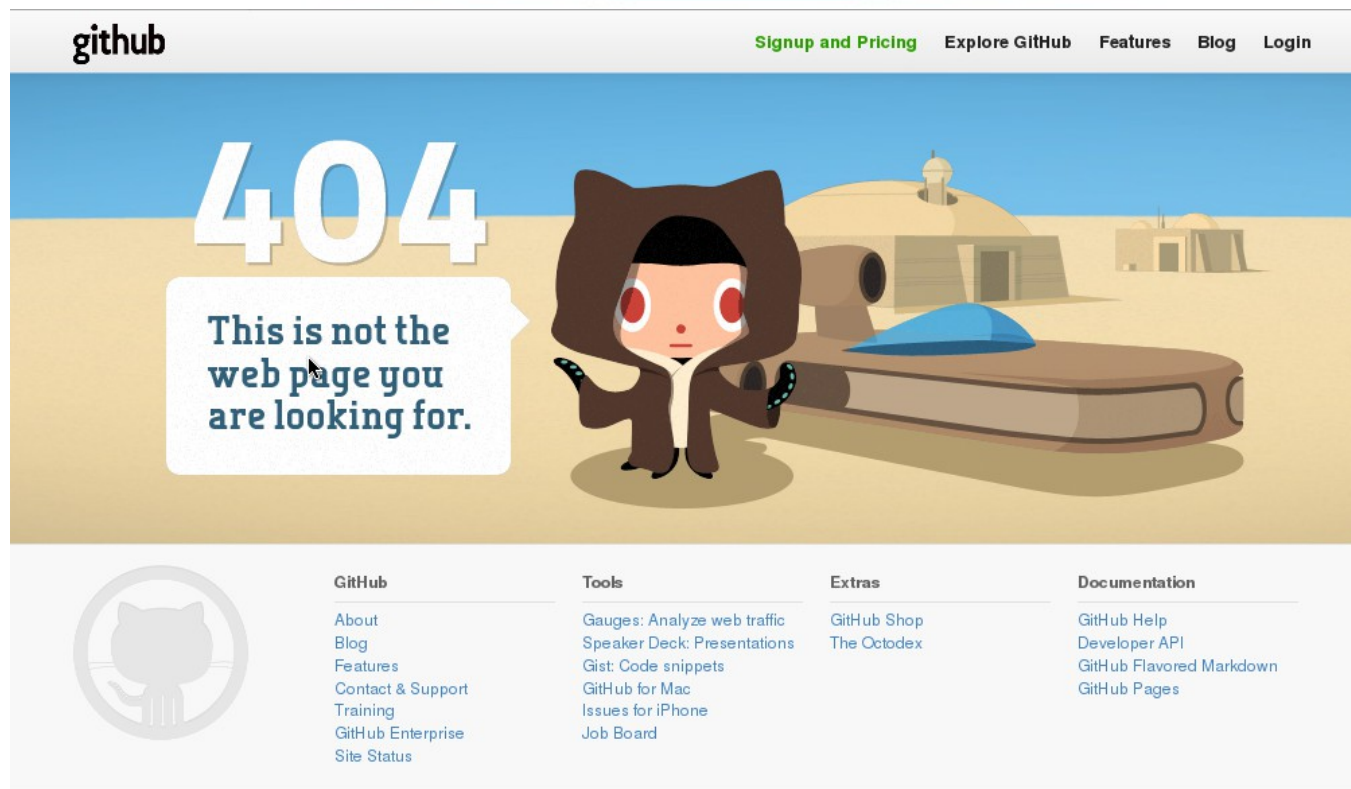 github
Signup and Pricing Explore GitHub Features Blog Login
404
This is not the
web page you
are looking for.
GitHub
About
Blog
Features
Contact & Support
Training
GitHub Enterprise
Site Status
Tools
Gauges: Analyze web traffic
Speaker Deck: Presentations
Gist: Code snippets
GitHub for Mac
Issues for iPhone
Job Board
Extras
GitHub Shop
The Octodex
Documentation
GitHub Help
Developer API
GitHub Flavored Markdown
GitHub Pages